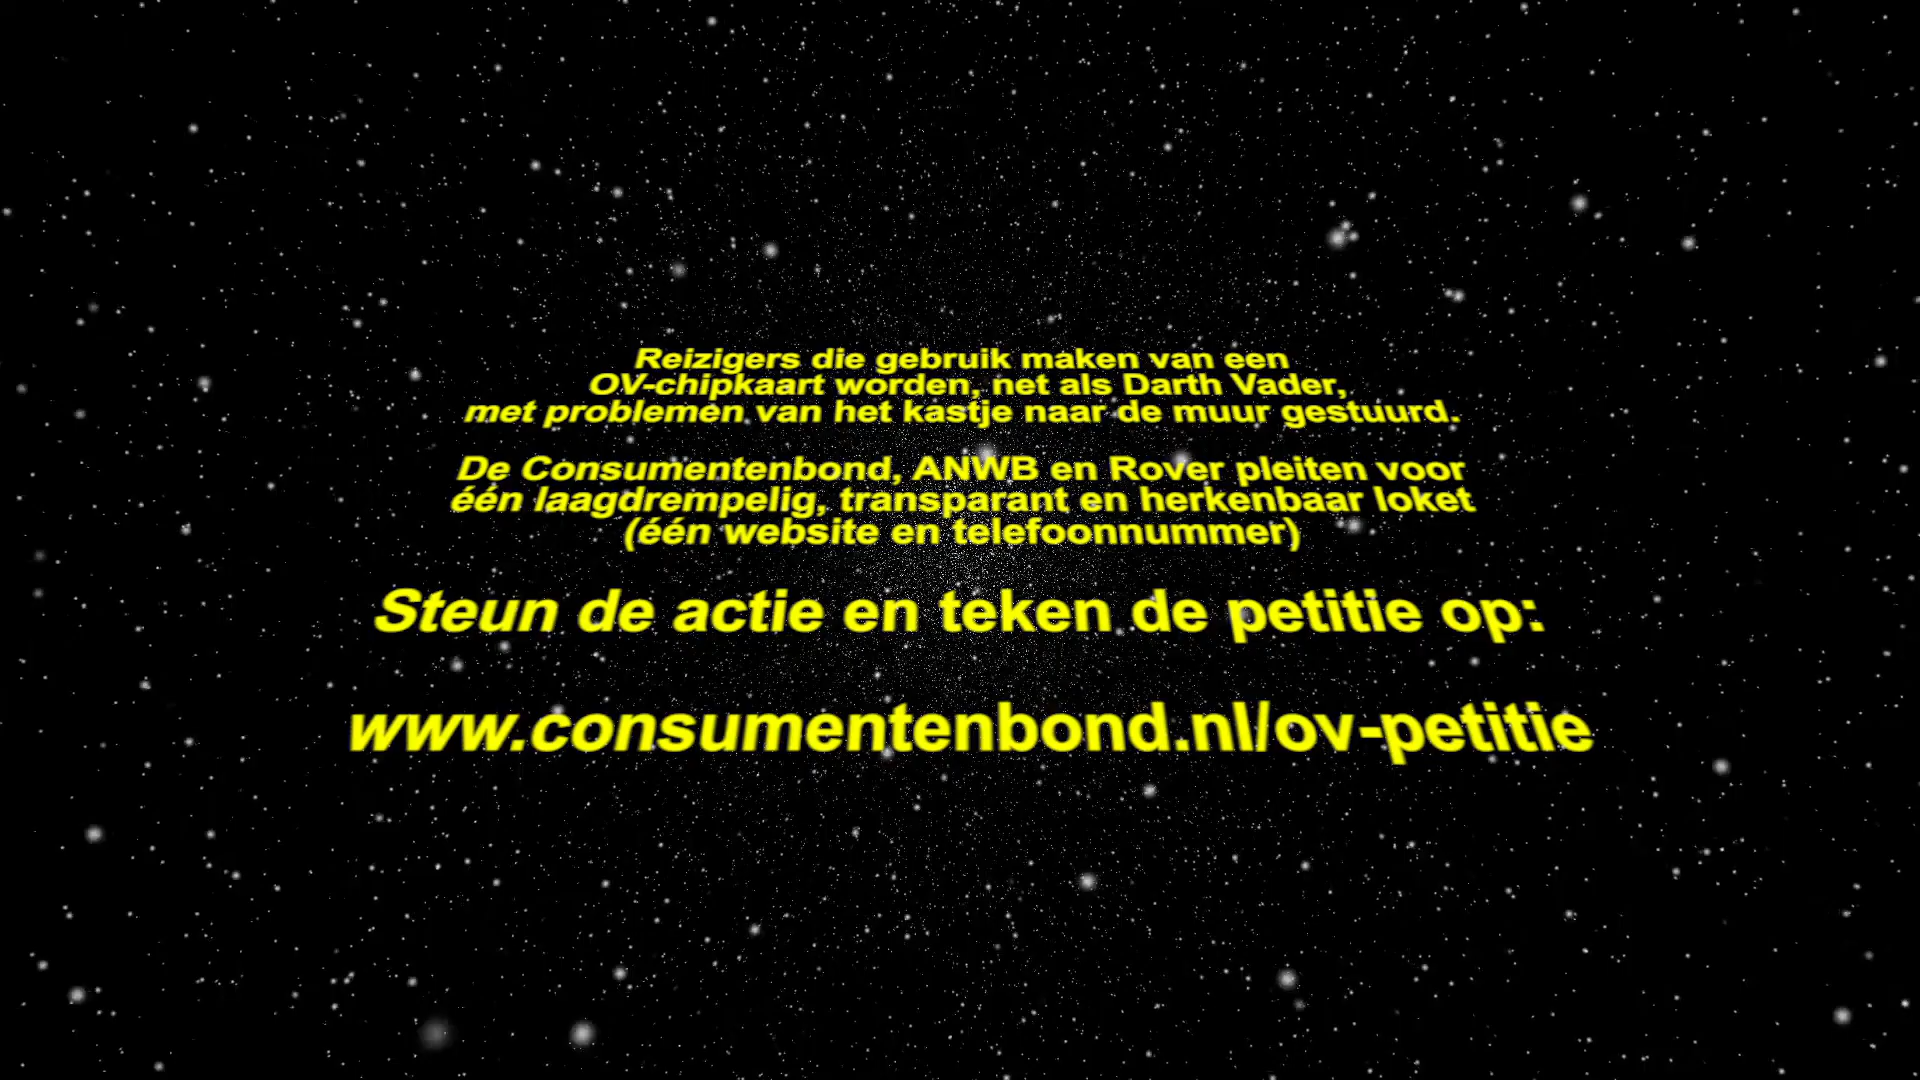 Reizigers die gebruik maken van een
OV-chipkaart worden, net als Darth Vader,
met problemen van het kastje naar de muur gestuurd.
De Consumentenbond, ANWB en Rover pleiten voor
één laagdrempelig, transparant en herkenbaar loket
(één website en telefoonnummer)
Steun de actie en teken de petitie op:
www.consumentenbond.nl/ov-petitie